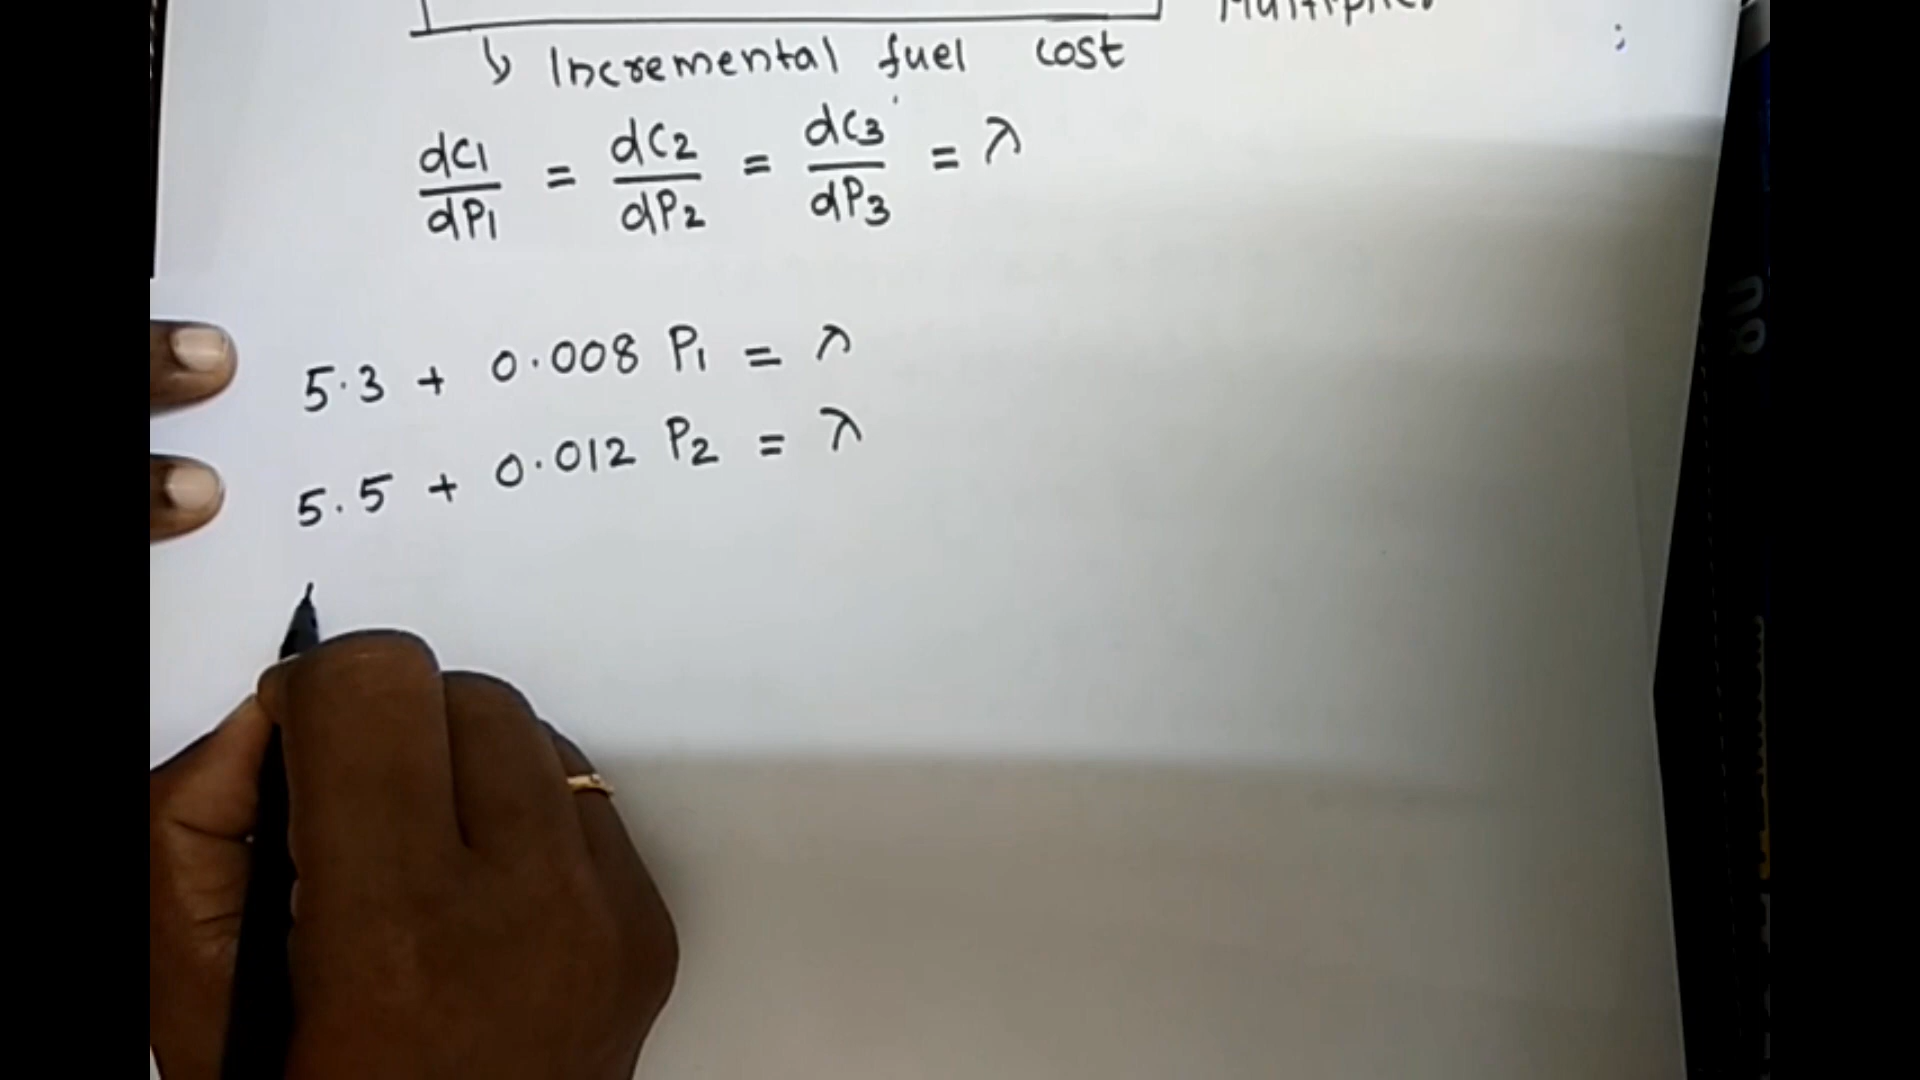 Incremental fuel cost
dC1/dP1 = dC2/dP2 = dC3/dP3 = λ
5.3 + 0.008 P1 = λ
5.5 + 0.012 P2 = λ